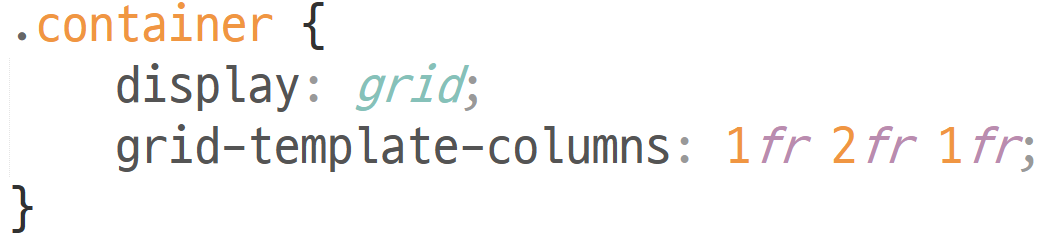 .container {
    display: grid;
    grid-template-columns: 1fr 2fr 1fr;
}